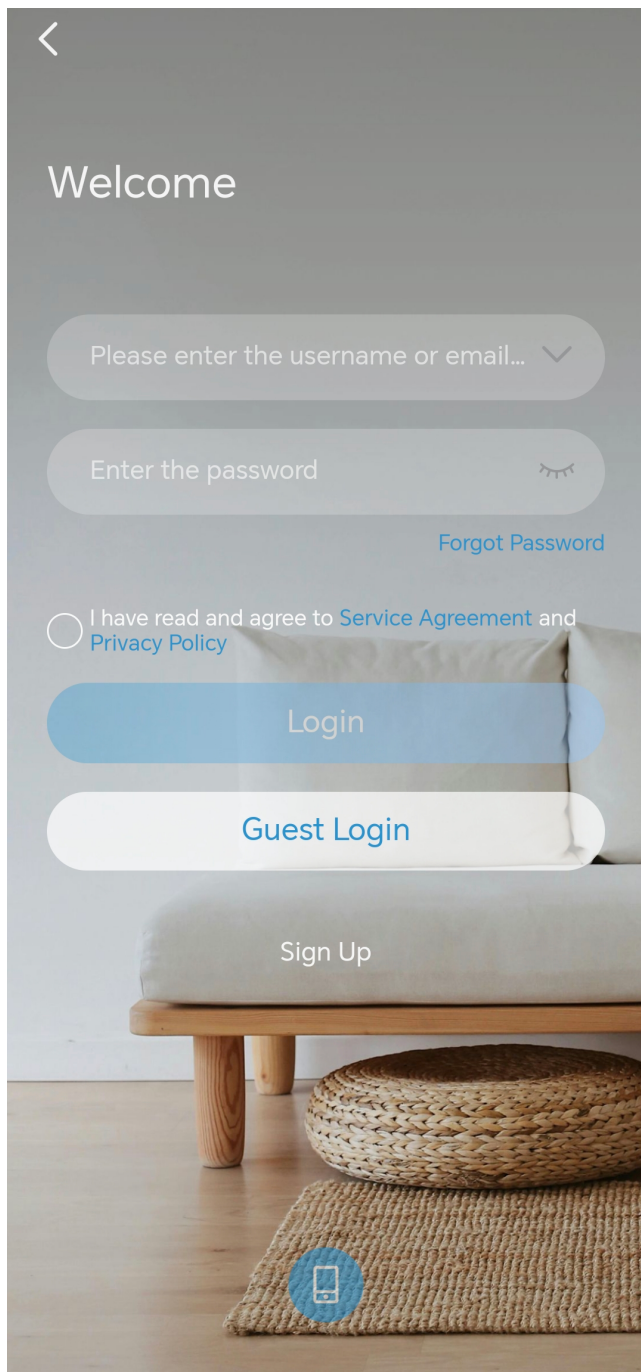 Welcome
Please enter the username or email...
Enter the password
Forgot Password
I have read and agree to Service Agreement and
Privacy Policy
Login
Guest Login
Sign Up